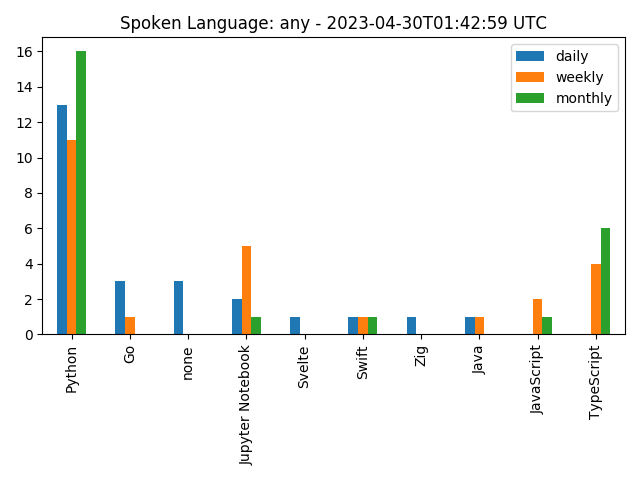 Spoken Language: any - 2023-04-30T01:42:59 UTC
daily
weekly
monthly
16
14
12
10
8
6
4
2
0
Python
Go
none
Jupyter Notebook
Svelte
Swift
Zig
Java
JavaScript
TypeScript